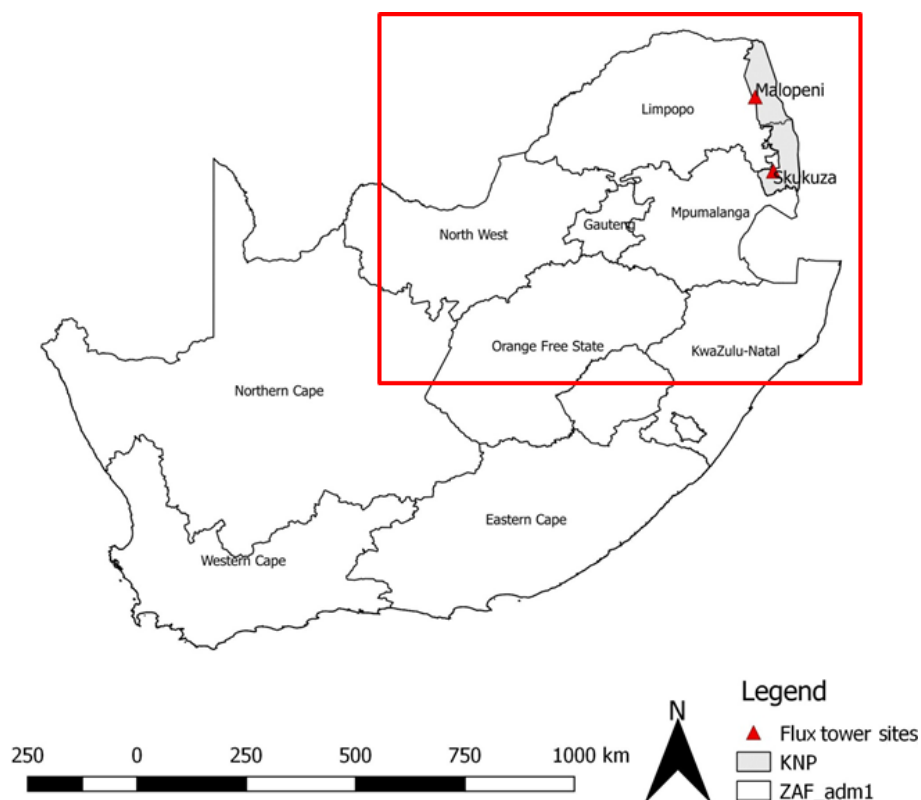 Malopeni
Limpopo
Skukuza
Mpumalanga
Gauteng
North West
Orange Free State
KwaZulu-Natal
Northern Cape
Eastern Cape
Western Cape
Legend
N
Flux tower sites
250 0 250 500 750 1000 km
KNP
ZAF_adm1